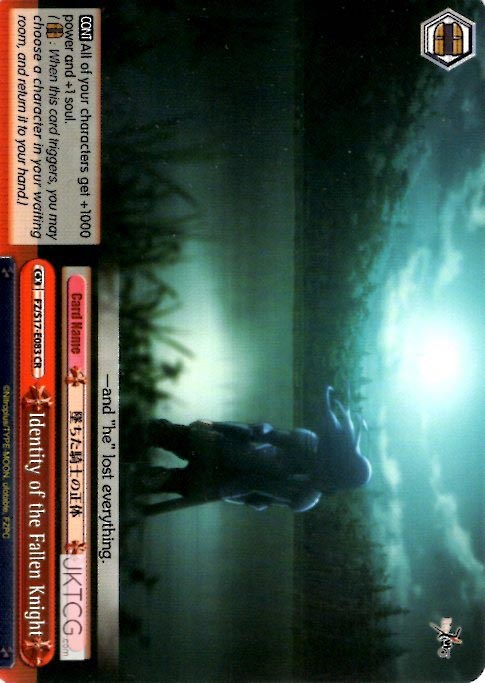 —and "he" lost everything.
CONT All of your characters get +1000
power and +1 soul.
( : When this card triggers, you may
choose a character in your waiting
room, and return it to your hand.)
Card Name
墜ちた騎士の正体
JKTCG.com
CX
FZ/S17-E083 CR
Identity of the Fallen Knight
©Nitroplus/TYPE-MOON, ufotable, FZPC